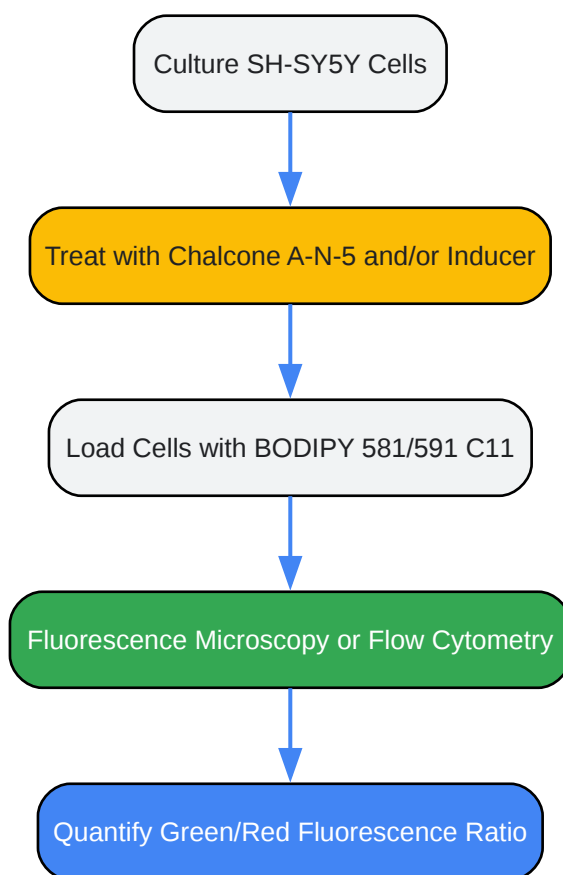 Culture SH-SY5Y Cells
Treat with Chalcone A-N-5 and/or Inducer
Load Cells with BODIPY 581/591 C11
Fluorescence Microscopy or Flow Cytometry
Quantify Green/Red Fluorescence Ratio